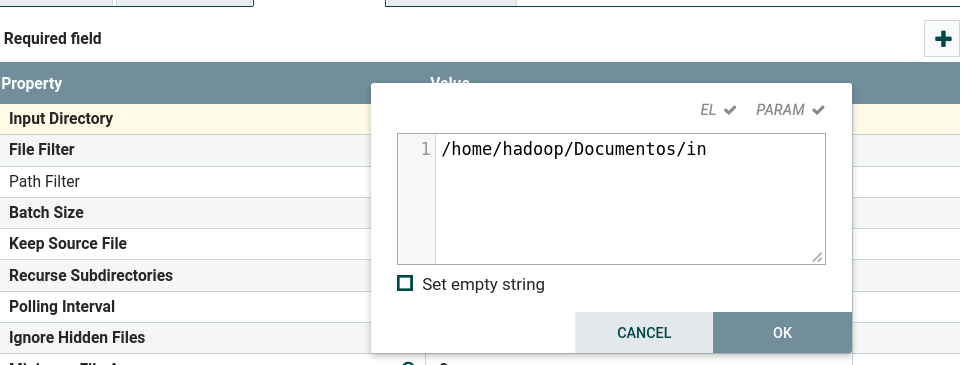 Required field
Property
Value
Input Directory
File Filter
Path Filter
Batch Size
Keep Source File
Recurse Subdirectories
Polling Interval
Ignore Hidden Files
EL
PARAM
1 /home/hadoop/Documentos/in
Set empty string
CANCEL
OK